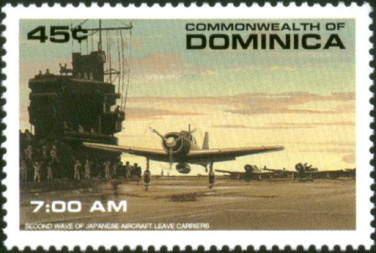 45¢
COMMONWEALTH OF
DOMINICA
7:00 AM
SECOND WAVE OF JAPANESE AIRCRAFT LEAVE CARRIERS